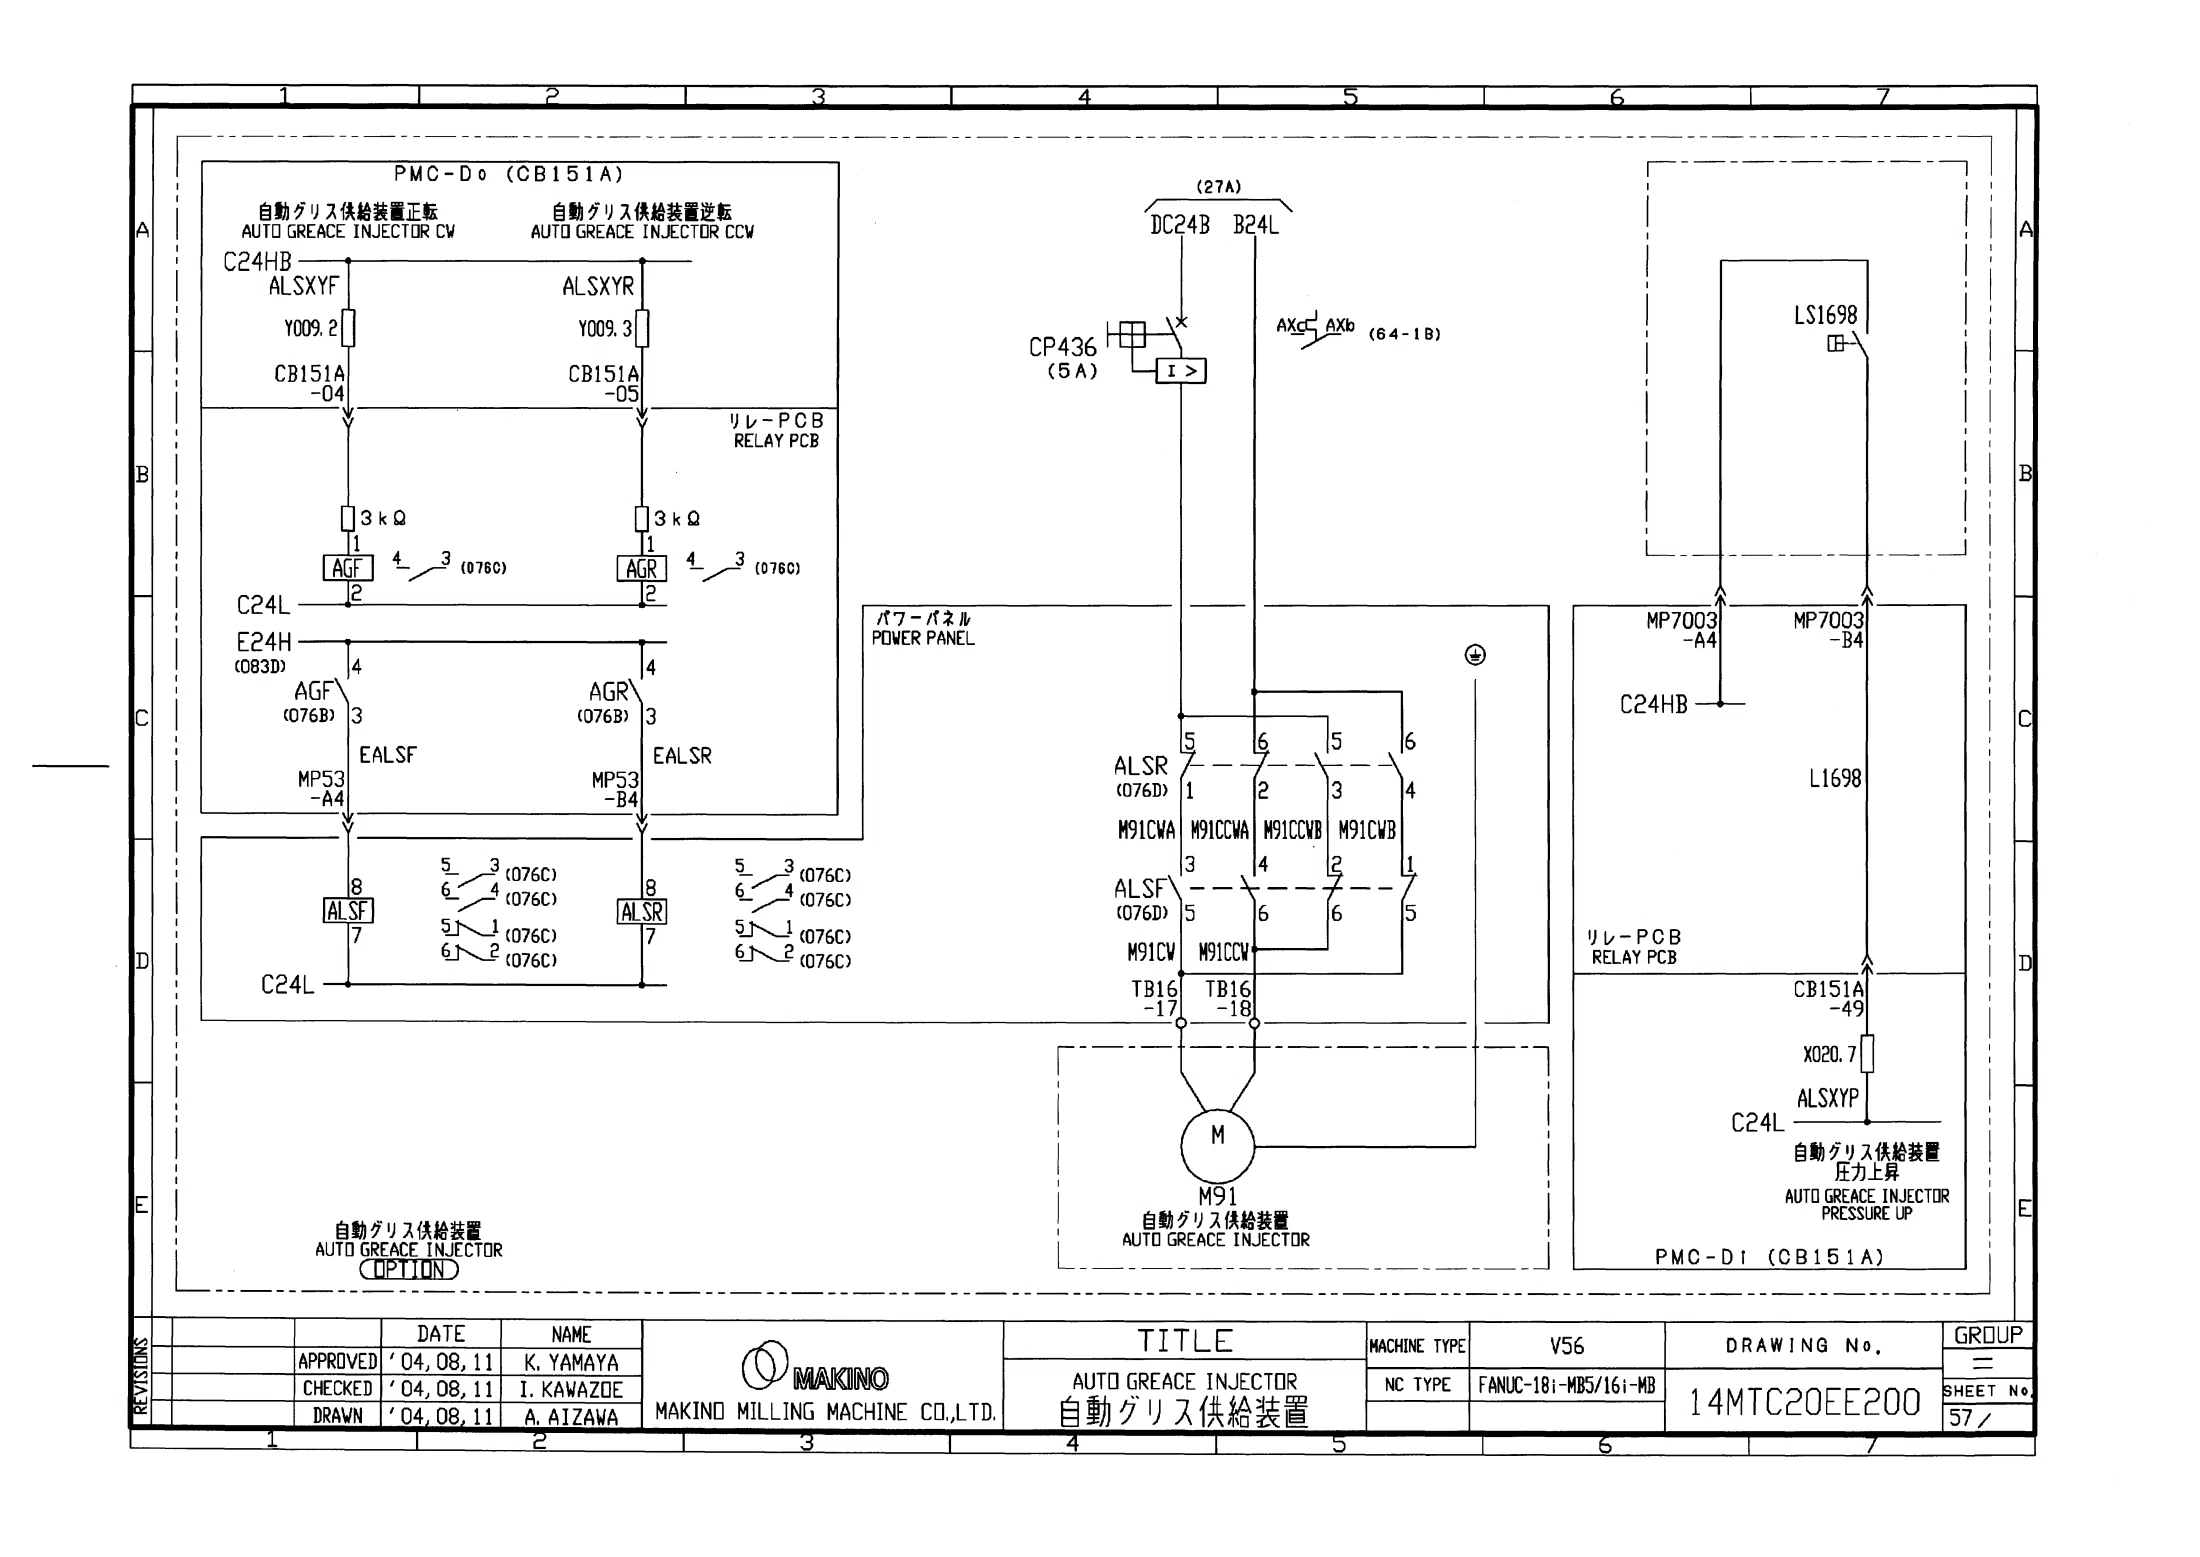 1 2 3 4 5 6 7
PMC-Do (CB151A)
自動グリス供給装置正転
AUTO GREACE INJECTOR CW
自動グリス供給装置逆転
AUTO GREACE INJECTOR CCW
C24HB
ALSXYF
ALSXYR
Y009.2
Y009.3
CB151A
-04
CB151A
-05
リレ-PCB
RELAY PCB
3kΩ
3kΩ
1
AGF
2
4 3 (076C)
1
AGR
2
4 3 (076C)
C24L
E24H
(083D)
4
AGF
(076B)
3
4
AGR
(076B)
3
EALSF
EALSR
MP53
-A4
MP53
-B4
8
ALSF
7
5 3 (076C)
6 4 (076C)
5 1 (076C)
6 2 (076C)
8
ALSR
7
5 3 (076C)
6 4 (076C)
5 1 (076C)
6 2 (076C)
C24L
自動グリス供給装置
AUTO GREACE INJECTOR
OPTION
(27A)
DC24B B24L
CP436
(5A)
I >
AXc AXb (64-1B)
パワーパネル
POWER PANEL
5 6 5 6
ALSR
(076D)
1 2 3 4
M91CWA M91CCWA M91CCWB M91CWB
3 4 2 1
ALSF
(076D)
5 6 6 5
M91CW M91CCW
TB16
-17
TB16
-18
M
M91
自動グリス供給装置
AUTO GREACE INJECTOR
LS1698
MP7003
-A4
MP7003
-B4
C24HB
L1698
リレ-PCB
RELAY PCB
CB151A
-49
X020.7
ALSXYP
C24L
自動グリス供給装置
圧力上昇
AUTO GREACE INJECTOR
PRESSURE UP
PMC-Di (CB151A)
A A
B B
C C
D D
E E
REVISIONS
DATE NAME
APPROVED '04,08,11 K. YAMAYA
CHECKED '04,08,11 I. KAWAZOE
DRAWN '04,08,11 A. AIZAWA
MAKINO
MAKINO MILLING MACHINE CO.,LTD.
TITLE
AUTO GREACE INJECTOR
自動グリス供給装置
MACHINE TYPE V56
NC TYPE FANUC-18i-MB5/16i-MB
DRAWING No.
14MTC20EE200
GROUP
=
SHEET No.
57/
1 2 3 4 5 6 7